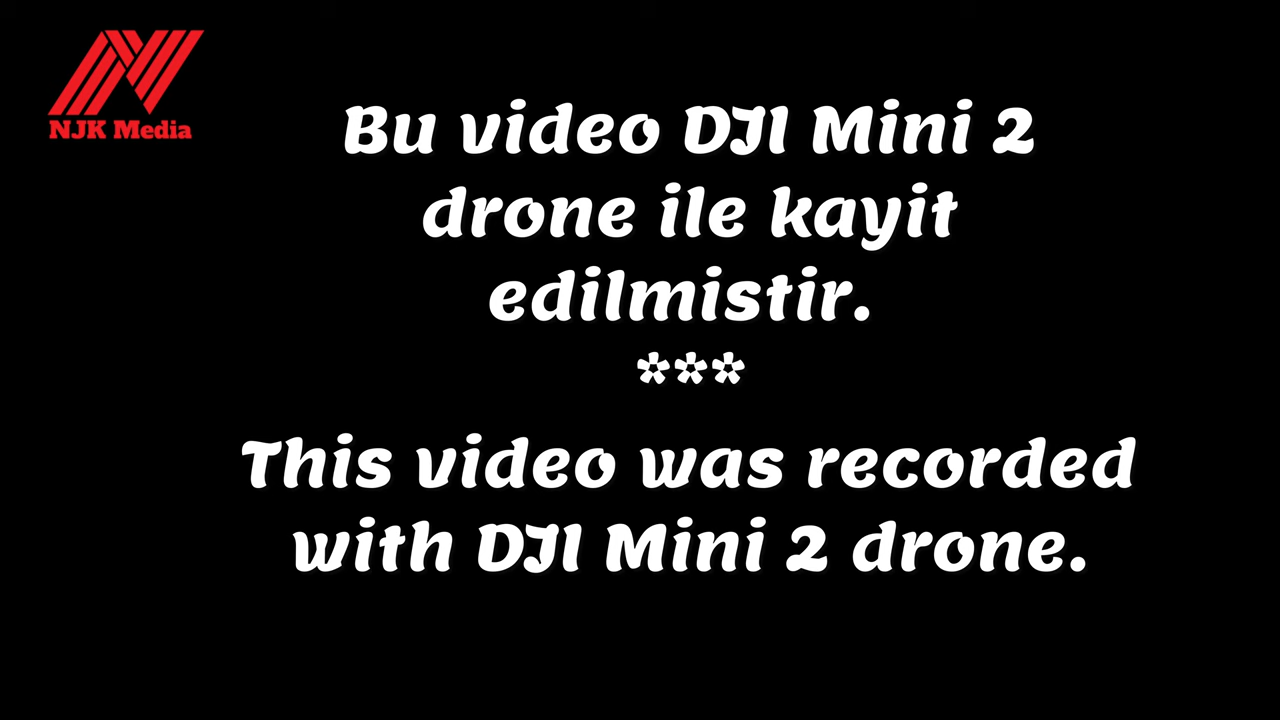 NJK Media
Bu video DJI Mini 2
drone ile kayit
edilmistir.
***
This video was recorded
with DJI Mini 2 drone.